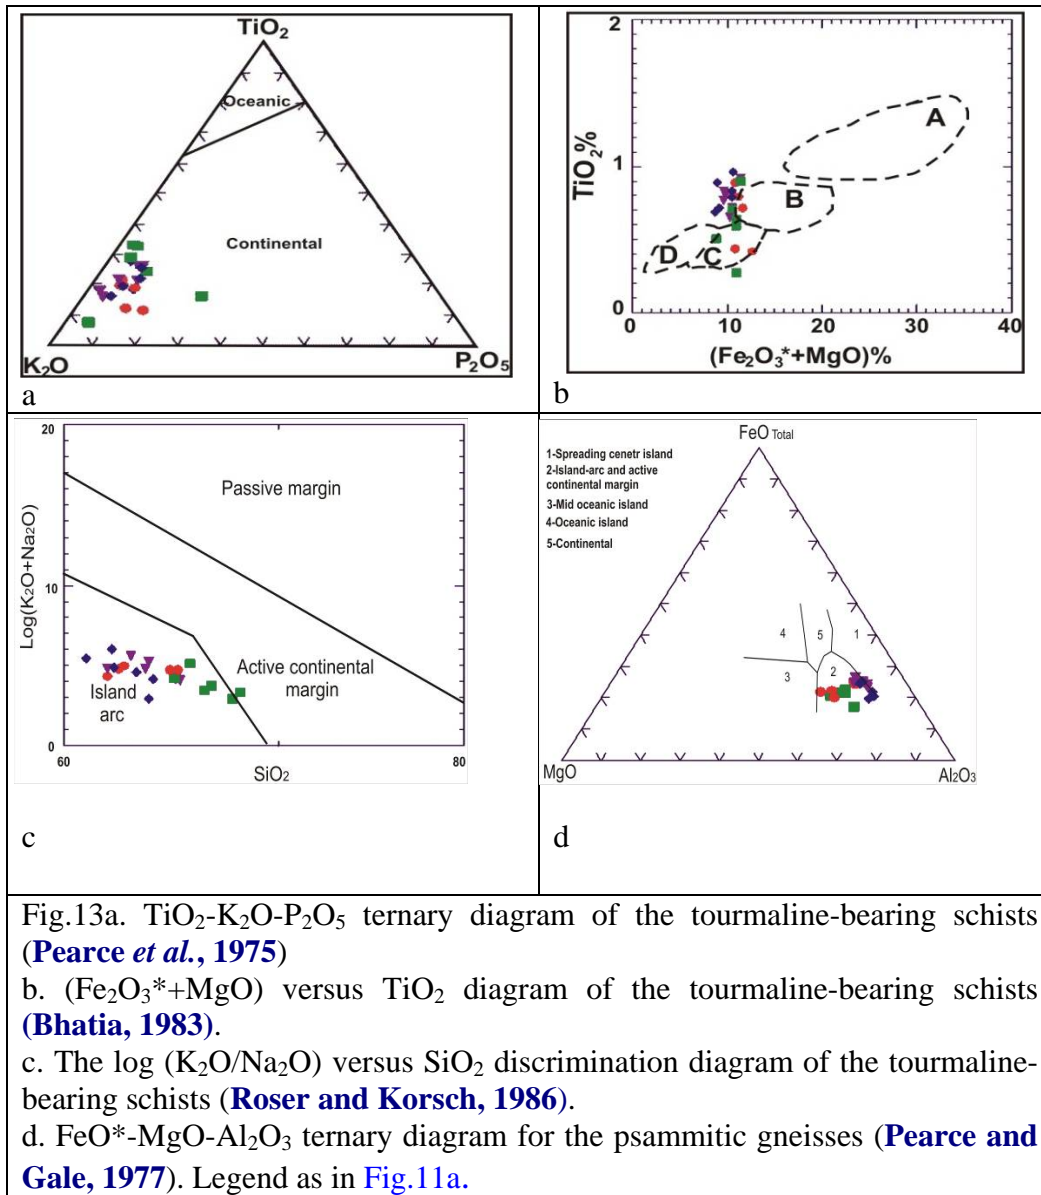 TiO₂
Oceanic
Continental
K₂O
P₂O₅
a
2
TiO₂%
A
1
B
D
C
0
0
10
20
30
40
(Fe₂O₃*+MgO)%
b
20
Passive margin
Log(K₂O+Na₂O)
10
Active continental
margin
Island
arc
0
60
SiO₂
80
c
FeO Total
1-Spreading cenetr island
2-Island-arc and active
continental margin
3-Mid oceanic island
4-Oceanic island
5-Continental
4
5
1
3
2
MgO
Al₂O₃
d
Fig.13a. TiO₂-K₂O-P₂O₅ ternary diagram of the tourmaline-bearing schists
(Pearce et al., 1975)
b. (Fe₂O₃*+MgO) versus TiO₂ diagram of the tourmaline-bearing schists
(Bhatia, 1983).
c. The log (K₂O/Na₂O) versus SiO₂ discrimination diagram of the tourmaline-
bearing schists (Roser and Korsch, 1986).
d. FeO*-MgO-Al₂O₃ ternary diagram for the psammitic gneisses (Pearce and
Gale, 1977). Legend as in Fig.11a.